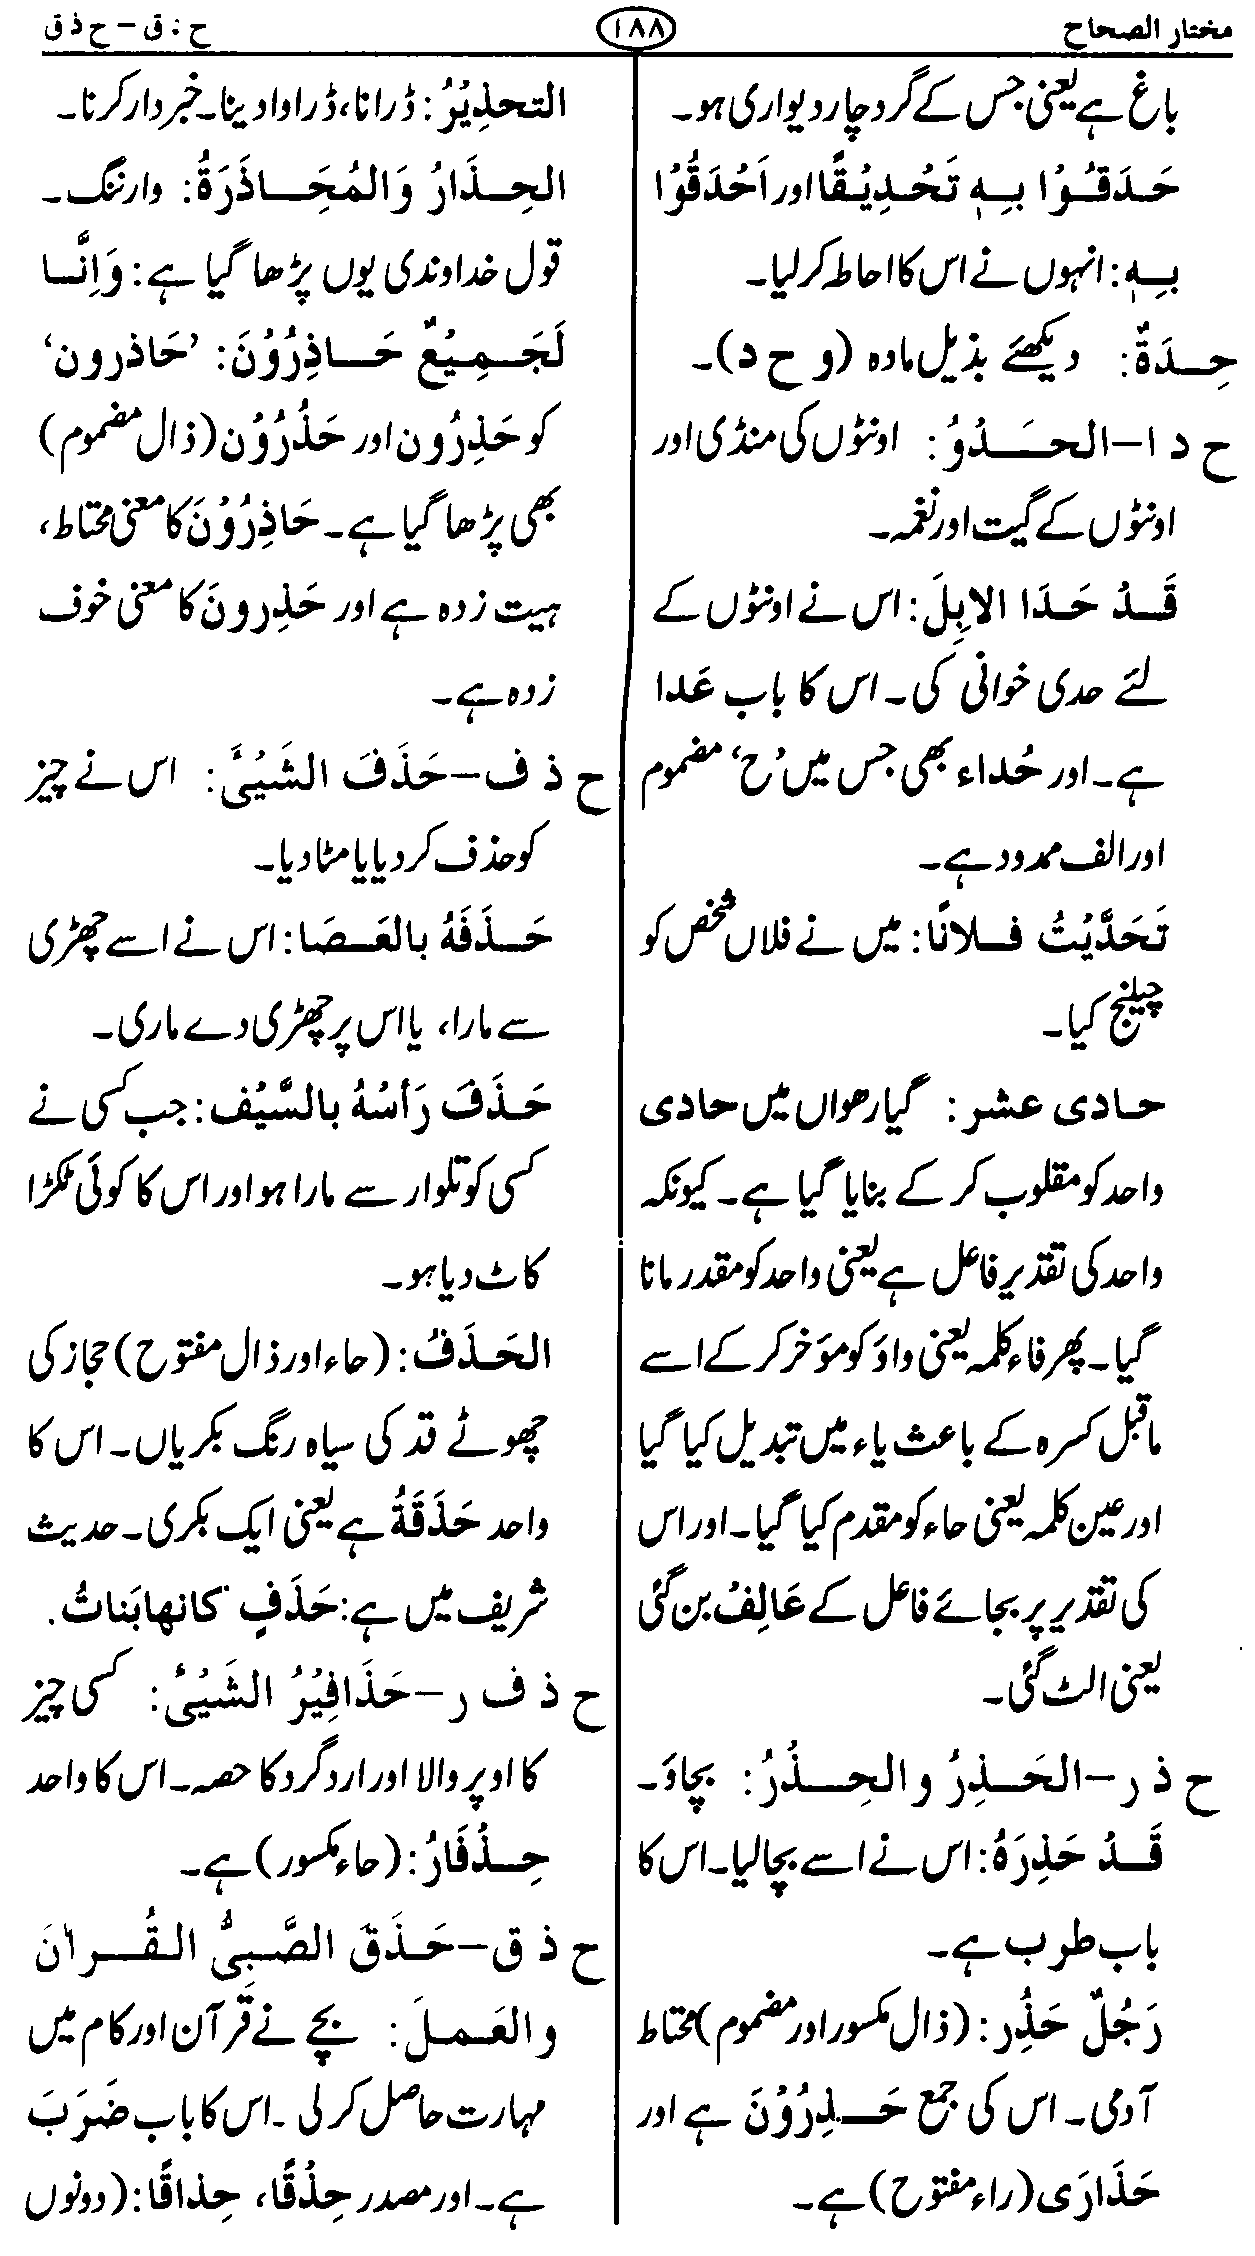 مختار الصحاح
۱۸۸
ح ذ ق – ح ذ ق
باغ ہے یعنی جس کے گرد چار دیواری ہو۔
حَدَقُوْا بِہٖ تَحْدِیْقًا اور اَحْدَقُوْا
بِہٖ: انہوں نے اس کا احاطہ کر لیا۔
حِدَۃٌ: دیکھئے بذیل مادہ (و ح د)۔
ح د ا – الحَدْوُ: اونٹوں کی منڈی اور
اونٹوں کے گیت اور نغمہ۔
قَدْ حَدَا الابِلَ: اس نے اونٹوں کے
لئے حدی خوانی کی۔ اس کا باب عَدا
ہے۔ اور حُداء بھی جس میں ’ح‘ مضموم
اور الف ممدود ہے۔
تَحَدَّیْتُ فلانًا: میں نے فلاں شخص کو
چیلنج کیا۔
حادی عشر: گیارھواں میں حادی
واحد کو مقلوب کر کے بنایا گیا ہے۔ کیونکہ
واحد کی تقدیر فاعل ہے یعنی واحد کو مقدر مانا
گیا۔ پھر فاء کلمہ یعنی واؤ کو مؤخر کر کے اسے
ماقبل کسرہ کے باعث یاء میں تبدیل کیا گیا
اور عین کلمہ یعنی حاء کو مقدم کیا گیا۔ اور اس
کی تقدیر پر بجائے فاعل کے عَالِفْ بن گئی
یعنی الٹ گئی۔
ح ذ ر – الحَذِرُ والحِذْرُ: بچاؤ۔
قَدْ حَذِرَہُ: اس نے اسے بچالیا۔ اس کا
باب طرب ہے۔
رَجُلٌ حَذُِر: (ذال مکسور اور مضموم) محتاط
آدمی۔ اس کی جمع حَذِرُوْنَ ہے اور
حَذَارَی (راء مفتوح) ہے۔
التحذِیْرُ: ڈرانا، ڈراوا دینا۔ خبردار کرنا۔
الحِذَارُ وَالمُحَاذَرَۃُ: وارننگ۔
قول خداوندی یوں پڑھا گیا ہے: وَاِنَّا
لَجَمِیْعٌ حَاذِرُوْنَ: ’حَاذرون‘
کو حَذِرُون اور حَذُرُوْن (ذال مضموم)
بھی پڑھا گیا ہے۔ حَاذِرُوْنَ کا معنی محتاط،
ہیبت زدہ ہے اور حَذِرونَ کا معنی خوف
زدہ ہے۔
ح ذ ف – حَذَفَ الشَیْئَ: اس نے چیز
کو حذف کر دیا یا مٹا دیا۔
حَذَفَہُ بالعَصَا: اس نے اسے چھڑی
سے مارا، یا اس پر چھڑی دے ماری۔
حَذَفَ رَأسُہُ بالسَّیْف: جب کسی نے
کسی کو تلوار سے مارا ہو اور اس کا کوئی ٹکڑا
کاٹ دیا ہو۔
الحَذَفُ: (حاء اور ذال مفتوح) حجاز کی
چھوٹے قد کی سیاہ رنگ بکریاں۔ اس کا
واحد حَذَفَۃُ ہے یعنی ایک بکری۔ حدیث
شریف میں ہے: حَذَفٍ کانھا بَناتُ.
ح ذ ف ر – حَذَافِیْرُ الشَیْئُ: کسی چیز
کا اوپر والا اور ارد گرد کا حصہ۔ اس کا واحد
حِذْفَارُ: (حاء مکسور) ہے۔
ح ذ ق – حَذَقَ الصَّبِیُّ القُرانَ
والعَملَ: بچے نے قرآن اور کام میں
مہارت حاصل کر لی۔ اس کا باب ضَرَبَ
ہے۔ اور مصدر حِذْقًا، حِذاقًا: (دونوں